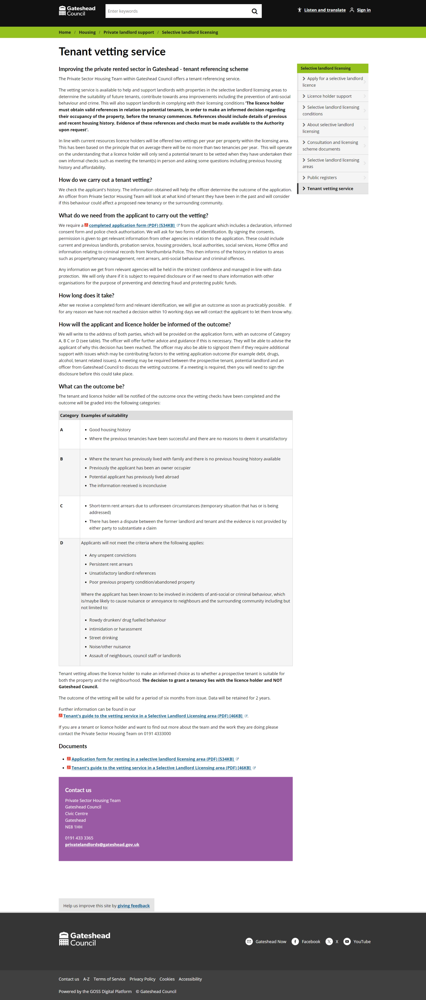 Gateshead
Council
Enter keywords
Listen and translate
Sign in
Home / Housing / Private landlord support / Selective landlord licensing
Tenant vetting service
Improving the private rented sector in Gateshead - tenant referencing scheme
The Private Sector Housing Team within Gateshead Council offers a tenant referencing service.
The vetting service is available to help and support landlords with properties in the selective landlord licensing areas to
determine the suitability of future tenants, contribute towards area improvements including the prevention of anti-social
behaviour and crime. This will also support landlords in complying with their licensing conditions 'The licence holder
must obtain valid references in relation to potential tenants, in order to make an informed decision regarding
their occupancy of the property, before the tenancy commences. References should include details of previous
and recent housing history. Evidence of these references and checks must be made available to the Authority
upon request'.
In line with current resources licence holders will be offered two vettings per year per property within the licensing area.
This has been based on the principle that on average there will be no more than two tenancies per year. This will operate
on the understanding that a licence holder will only send a potential tenant to be vetted when they have undertaken their
own informal checks such as meeting the tenant(s) in person and asking some questions including previous housing
history and affordability.
How do we carry out a tenant vetting?
We check the applicant's history. The information obtained will help the officer determine the outcome of the application.
An officer from Private Sector Housing Team will look at what kind of tenant they have been in the past and will consider
if this behaviour could affect a proposed new tenancy or the surrounding community.
What do we need from the applicant to carry out the vetting?
We require a completed application form (PDF) [534KB] from the applicant which includes a declaration, informed
consent form and police check authorisation. We will ask for two forms of identification. By signing the consents,
permission is given to get relevant information from other agencies in relation to the application. These could include
current and previous landlords, probation service, housing providers, local authorities, social services, Home Office and
information relating to criminal records from Northumbria Police. This then informs of the history in relation to areas
such as property/tenancy management, rent arrears, anti-social behaviour and criminal offences.
Any information we get from relevant agencies will be held in the strictest confidence and managed in line with data
protection. We will only share if it is subject to required disclosure or if we need to share information with other
organisations for the purpose of preventing and detecting fraud and protecting public funds.
How long does it take?
After we receive a completed form and relevant identification, we will give an outcome as soon as practicably possible. If
for any reason we have not reached a decision within 10 working days we will contact the applicant to let them know why.
How will the applicant and licence holder be informed of the outcome?
We will write to the address of both parties, which will be provided on the application form, with an outcome of Category
A, B C or D (see table). The officer will offer further advice and guidance if this is necessary. They will be able to advise the
applicant of why this decision has been reached. The officer may also be able to signpost them if they require additional
support with issues which may be contributing factors to the vetting application outcome (for example debt, drugs,
alcohol, tenant related issues). A meeting may be required between the prospective tenant, potential landlord and an
officer from Gateshead Council to discuss the vetting outcome. If a meeting is required, then you will need to sign the
disclosure before this could take place.
What can the outcome be?
The tenant and licence holder will be notified of the outcome once the vetting checks have been completed and the
outcome will be graded into the following categories:
Category Examples of suitability
A
Good housing history
Where the previous tenancies have been successful and there are no reasons to deem it unsatisfactory
B
Where the tenant has previously lived with family and there is no previous housing history available
Previously the applicant has been an owner occupier
Potential applicant has previously lived abroad
The information received is inconclusive
C
Short-term rent arrears due to unforeseen circumstances (temporary situation that has or is being
addressed)
There has been a dispute between the former landlord and tenant and the evidence is not provided by
either party to substantiate a claim
D
Applicants will not meet the criteria where the following applies:
Any unspent convictions
Persistent rent arrears
Unsatisfactory landlord references
Poor previous property condition/abandoned property
Where the applicant has been known to be involved in incidents of anti-social or criminal behaviour, which
is/maybe likely to cause nuisance or annoyance to neighbours and the surrounding community including but
not limited to:
Rowdy drunken/ drug fuelled behaviour
intimidation or harassment
Street drinking
Noise/other nuisance
Assault of neighbours, council staff or landlords
Tenant vetting allows the licence holder to make an informed choice as to whether a prospective tenant is suitable for
both the property and the neighbourhood. The decision to grant a tenancy lies with the licence holder and NOT
Gateshead Council.
The outcome of the vetting will be valid for a period of six months from issue. Data will be retained for 2 years.
Further information can be found in our
Tenant's guide to the vetting service in a Selective Landlord Licensing area (PDF) [46KB] .
If you are a tenant or licence holder and want to find out more about the team and the work they are doing please
contact the Private Sector Housing Team on 0191 4333000
Documents
Application form for renting in a selective landlord licensing area (PDF) [534KB]
Tenant's guide to the vetting service in a Selective Landlord Licensing area (PDF) [46KB]
Contact us
Private Sector Housing Team
Gateshead Council
Civic Centre
Gateshead
NE8 1HH
0191 433 3365
privatelandlords@gateshead.gov.uk
Selective landlord licensing
Apply for a selective landlord
licence
Licence holder support
Selective landlord licensing
conditions
About selective landlord
licensing
Consultation and licensing
scheme documents
Selective landlord licensing
areas
Public registers
Tenant vetting service
Help us improve this site by giving feedback
Gateshead
Council
Gateshead Now
Facebook
X
YouTube
Contact us A-Z Terms of Service Privacy Policy Cookies Accessibility
Powered by the GOSS Digital Platform © Gateshead Council